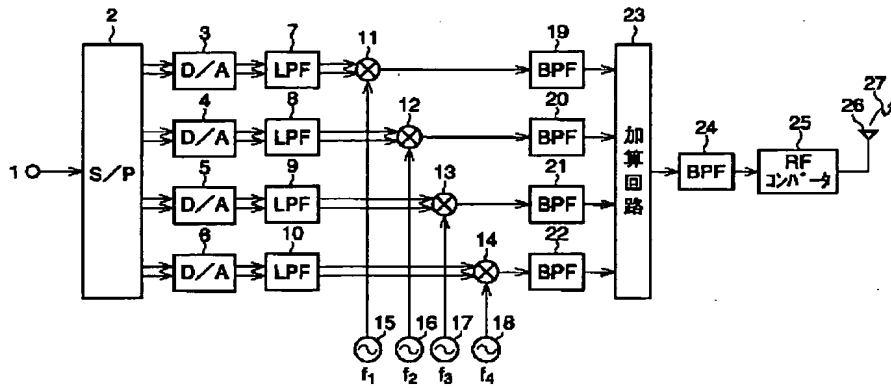 2
3
7
11
19
23
D/A
LPF
BPF
4
8
12
20
D/A
LPF
BPF
1
S/P
5
9
13
21
加算回路
24
25
26
27
D/A
LPF
BPF
BPF
RF
コンバータ
6
10
14
22
D/A
LPF
BPF
15
16
17
18
f1
f2
f3
f4